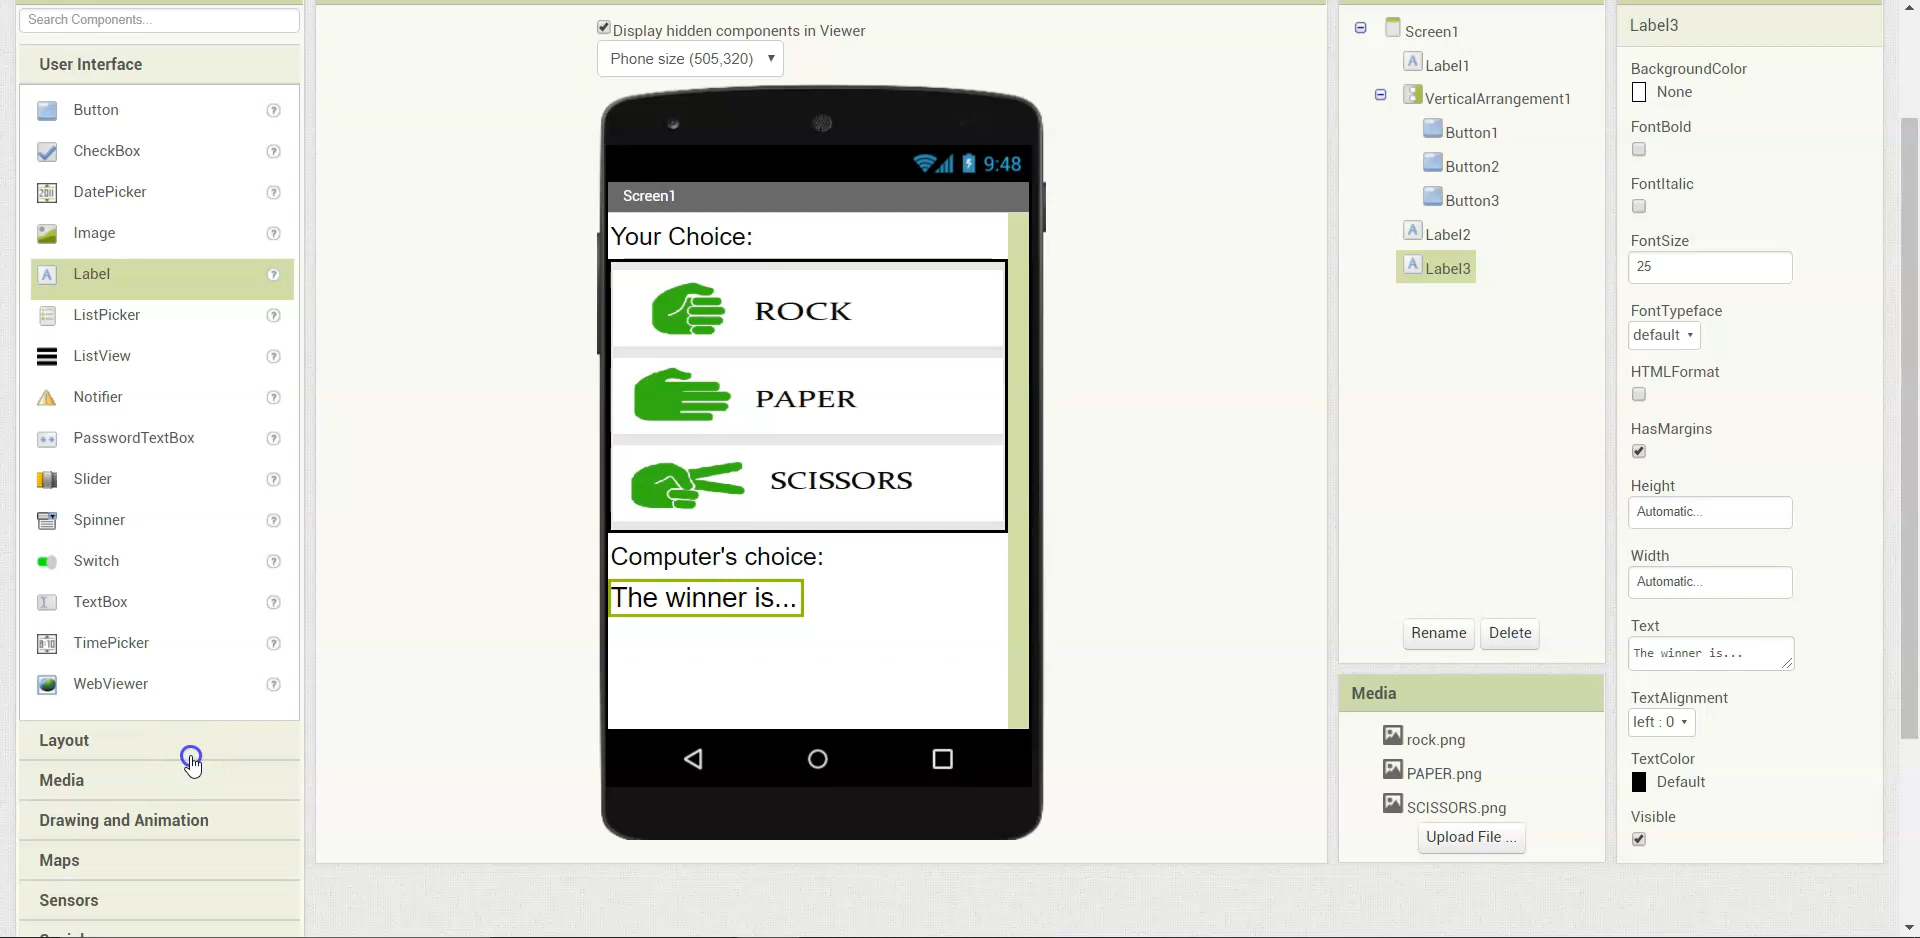 Search Components...
User Interface
Button
CheckBox
DatePicker
Image
Label
ListPicker
ListView
Notifier
PasswordTextBox
Slider
Spinner
Switch
TextBox
TimePicker
WebViewer
Layout
Media
Drawing and Animation
Maps
Sensors
Display hidden components in Viewer
Phone size (505,320)
9:48
Screen1
Your Choice:
ROCK
PAPER
SCISSORS
Computer's choice:
The winner is...
Screen1
Label1
VerticalArrangement1
Button1
Button2
Button3
Label2
Label3
Rename Delete
Media
rock.png
PAPER.png
SCISSORS.png
Upload File ...
Label3
BackgroundColor
None
FontBold
FontItalic
FontSize
25
FontTypeface
default
HTMLFormat
HasMargins
Height
Automatic...
Width
Automatic...
Text
The winner is...
TextAlignment
left : 0
TextColor
Default
Visible